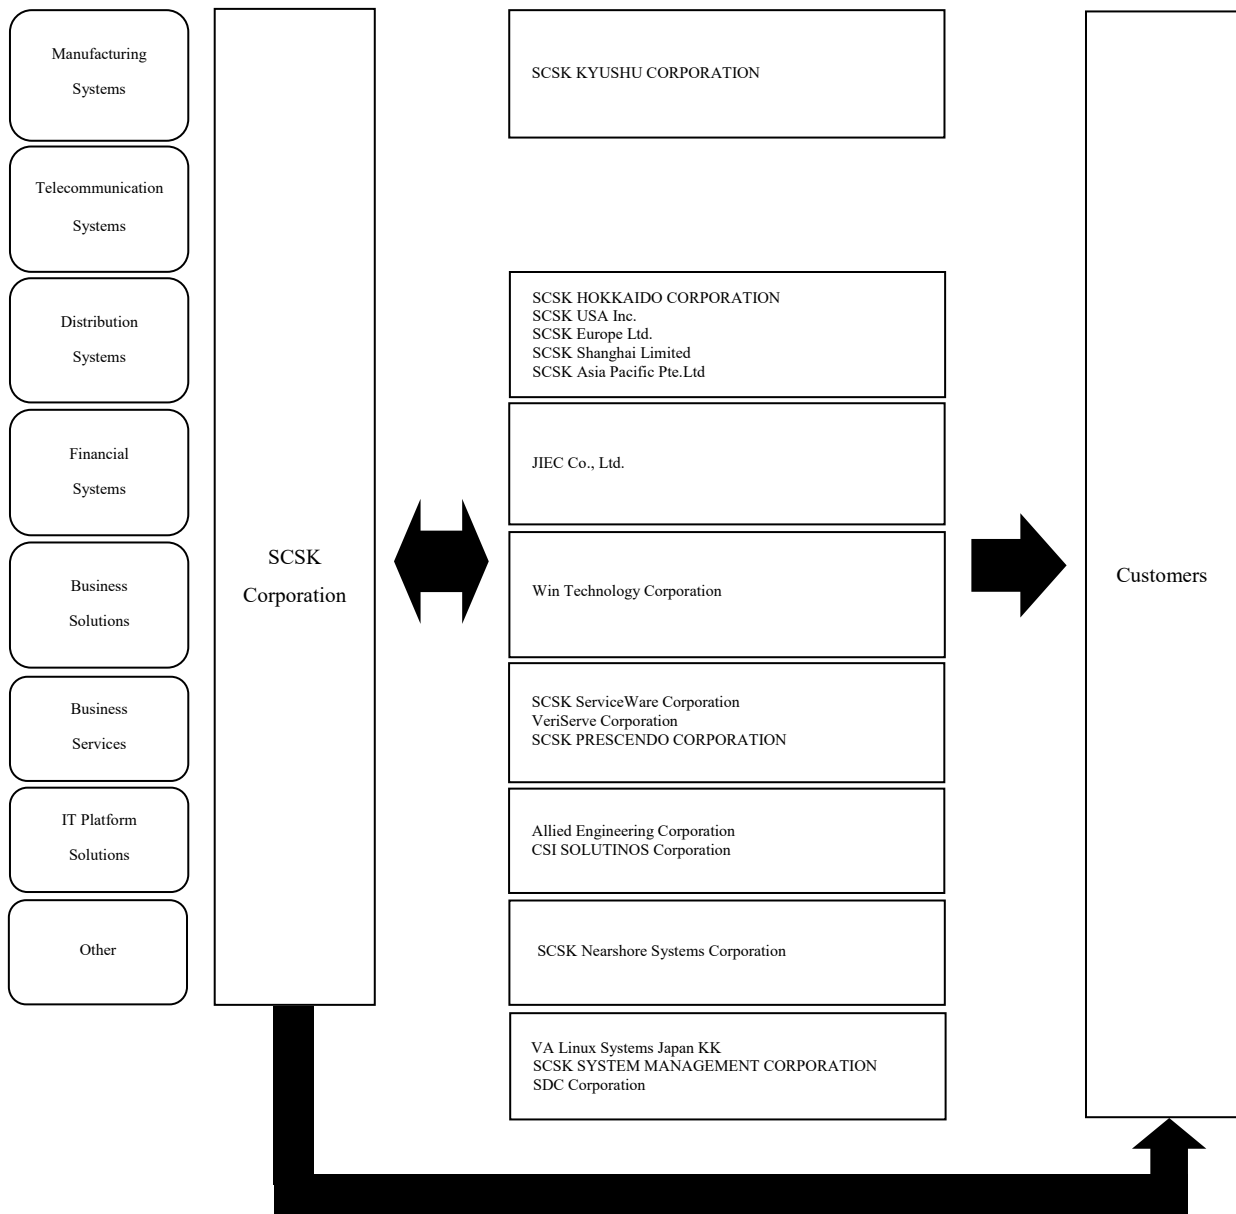 Manufacturing
Systems
Telecommunication
Systems
Distribution
Systems
Financial
Systems
Business
Solutions
Business
Services
IT Platform
Solutions
Other
SCSK
Corporation
SCSK KYUSHU CORPORATION
SCSK HOKKAIDO CORPORATION
SCSK USA Inc.
SCSK Europe Ltd.
SCSK Shanghai Limited
SCSK Asia Pacific Pte.Ltd
JIEC Co., Ltd.
Win Technology Corporation
SCSK ServiceWare Corporation
VeriServe Corporation
SCSK PRESCENDO CORPORATION
Allied Engineering Corporation
CSI SOLUTINOS Corporation
SCSK Nearshore Systems Corporation
VA Linux Systems Japan KK
SCSK SYSTEM MANAGEMENT CORPORATION
SDC Corporation
Customers